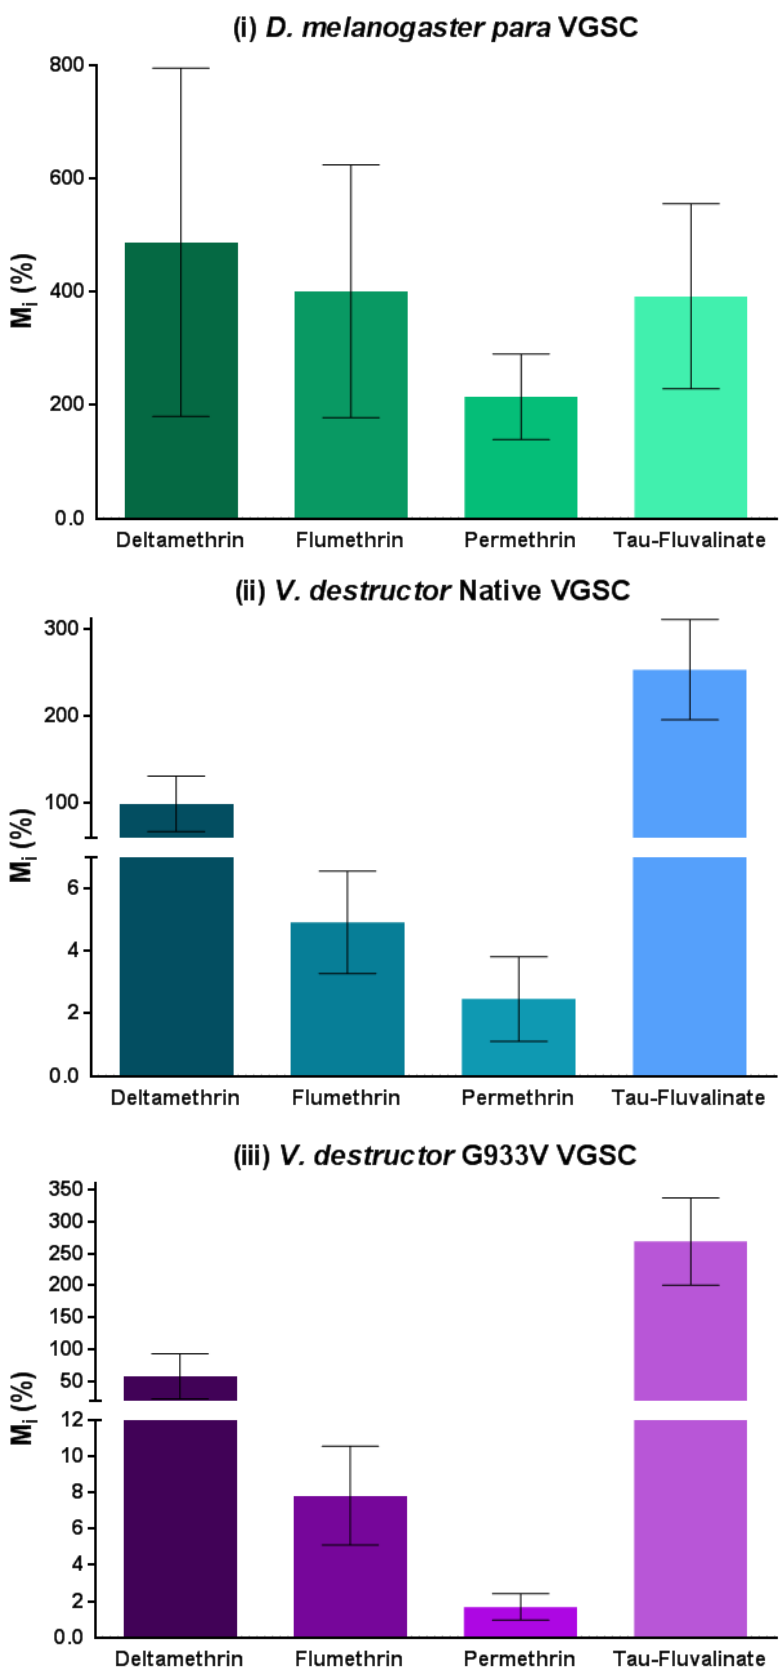 (i) D. melanogaster para VGSC
800
600
400
200
0.0
Mi (%)
Deltamethrin Flumethrin Permethrin Tau-Fluvalinate
(ii) V. destructor Native VGSC
300
200
100
6
4
2
0.0
Mi (%)
Deltamethrin Flumethrin Permethrin Tau-Fluvalinate
(iii) V. destructor G933V VGSC
350
300
250
200
150
100
50
12
10
8
6
4
2
0.0
Mi (%)
Deltamethrin Flumethrin Permethrin Tau-Fluvalinate